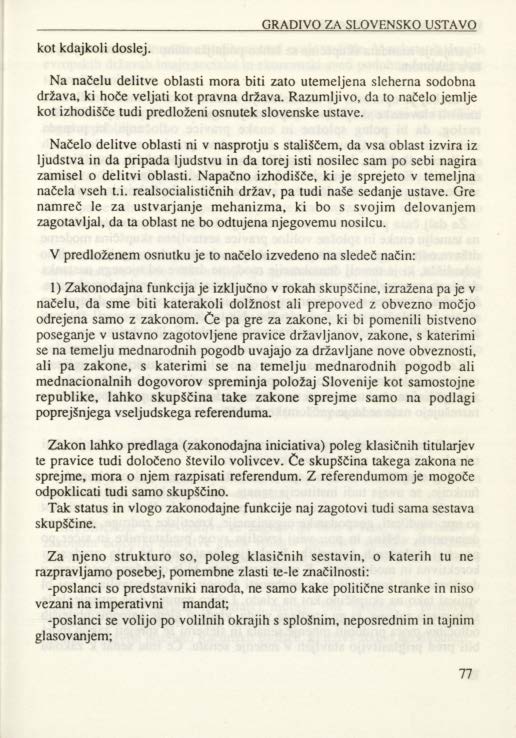 GRADIVO ZA SLOVENSKO USTAVO
kot kdajkoli doslej.
Na načelu delitve oblasti mora biti zato utemeljena sleherna sodobna
država, ki hoče veljati kot pravna država. Razumljivo, da to načelo jemlje
kot izhodišče tudi predloženi osnutek slovenske ustave.
Načelo delitve oblasti ni v nasprotju s stališčem, da vsa oblast izvira iz
ljudstva in da pripada ljudstvu in da torej isti nosilec sam po sebi nagira
zamisel o delitvi oblasti. Napačno izhodišče, ki je sprejeto v temeljna
načela vseh t.i. realsocialističnih držav, pa tudi naše sedanje ustave. Gre
namreč le za ustvarjanje mehanizma, ki bo s svojim delovanjem
zagotavljal, da ta oblast ne bo odtujena njegovemu nosilcu.
V predloženem osnutku je to načelo izvedeno na sledeč način:
1) Zakonodajna funkcija je izključno v rokah skupščine, izražena pa je v
načelu, da sme biti katerakoli dolžnost ali prepoved z obvezno močjo
odrejena samo z zakonom. Če pa gre za zakone, ki bi pomenili bistveno
poseganje v ustavno zagotovljene pravice državljanov, zakone, s katerimi
se na temelju mednarodnih pogodb uvajajo za državljane nove obveznosti,
ali pa zakone, s katerimi se na temelju mednarodnih pogodb ali
mednacionalnih dogovorov spreminja položaj Slovenije kot samostojne
republike, lahko skupščina take zakone sprejme samo na podlagi
poprejšnjega vseljudskega referenduma.
Zakon lahko predlaga (zakonodajna iniciativa) poleg klasičnih titularjev
te pravice tudi določeno število volivcev. Če skupščina takega zakona ne
sprejme, mora o njem razpisati referendum. Z referendumom je mogoče
odpoklicati tudi samo skupščino.
Tak status in vlogo zakonodajne funkcije naj zagotovi tudi sama sestava
skupščine.
Za njeno strukturo so, poleg klasičnih sestavin, o katerih tu ne
razpravljamo posebej, pomembne zlasti te-le značilnosti:
-poslanci so predstavniki naroda, ne samo kake politične stranke in niso
vezani na imperativni mandat;
-poslanci se volijo po volilnih okrajih s splošnim, neposrednim in tajnim
glasovanjem;
77